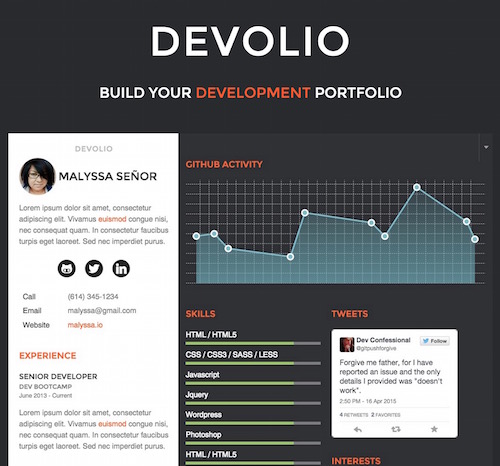 DEVOLIO
BUILD YOUR DEVELOPMENT PORTFOLIO
DEVOLIO
MALYSSA SEÑOR
Lorem ipsum dolor sit amet, consectetur
adipiscing elit. Vivamus euismod congue nisi,
nec consequat quam. In condimentum faucibus
turpis eget laoreet. Sed nec imperdiet purus.
Call (614) 345-1234
Email malyssa@gmail.com
Website malyssa.io
EXPERIENCE
SENIOR DEVELOPER
DEV BOOTCAMP
June 2013 - Current
Lorem ipsum dolor sit amet, consectetur
adipiscing elit. Vivamus euismod congue nisi,
nec consequat quam. In condimentum faucibus
turpis eget laoreet. Sed nec imperdiet purus.
GITHUB ACTIVITY
SKILLS
HTML / HTML5
CSS / CSS3 / SASS / LESS
Javascript
Jquery
Wordpress
Photoshop
HTML / HTML5
TWEETS
Dev Confessional
@gitpushforgive
Follow
Forgive me father, for I have
reported an issue and the only
details I provided was "doesn't
work".
2:50 PM - 16 Apr 2015
4 RETWEETS 2 FAVORITES
INTERESTS